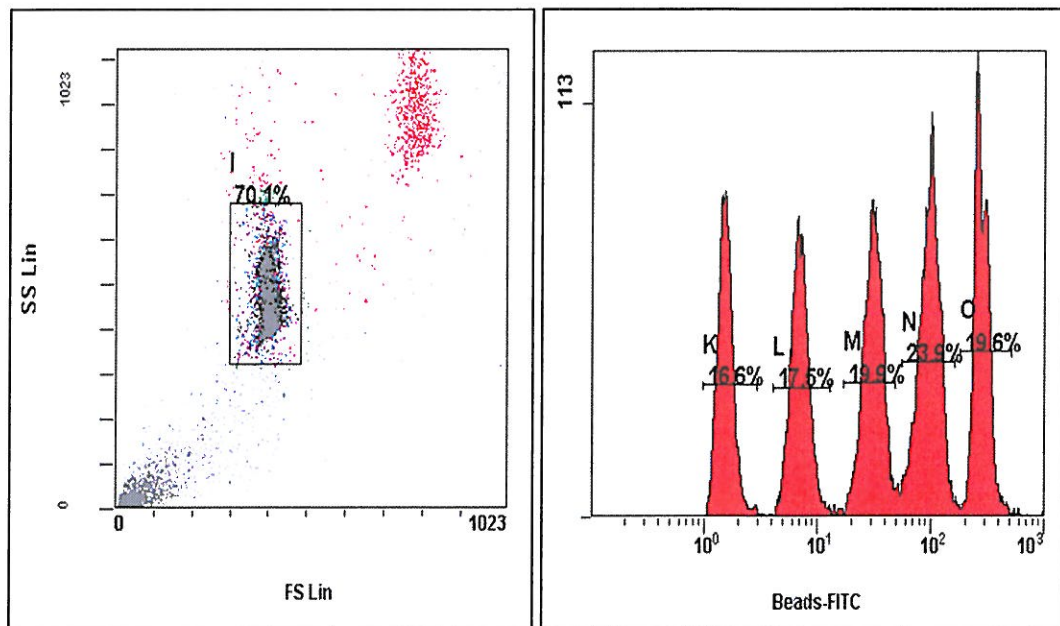 1023
SS Lin
0
I
70.1%
0
1023
FS Lin
113
K
16.6%
L
17.5%
M
19.9%
N
23.9%
O
19.6%
10⁰
10¹
10²
10³
Beads-FITC